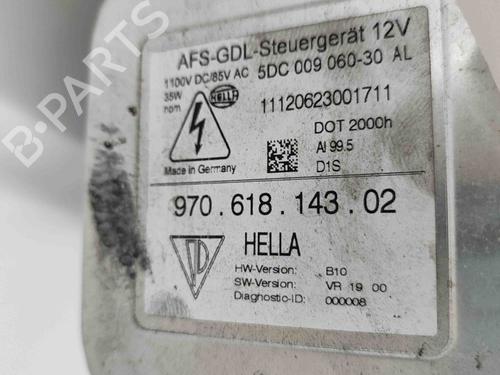 AFS-GDL-Steuergerät 12V
1100V DC/85V AC 5DC 009 060-30 AL
35W
nom
HELLA
11120623001711
DOT 2000h
Al 99.5
D1S
Made in Germany
970.618.143.02
HELLA
HW-Version: B10
SW-Version: VR 19 00
Diagnostic-ID: 000008
B-PARTS